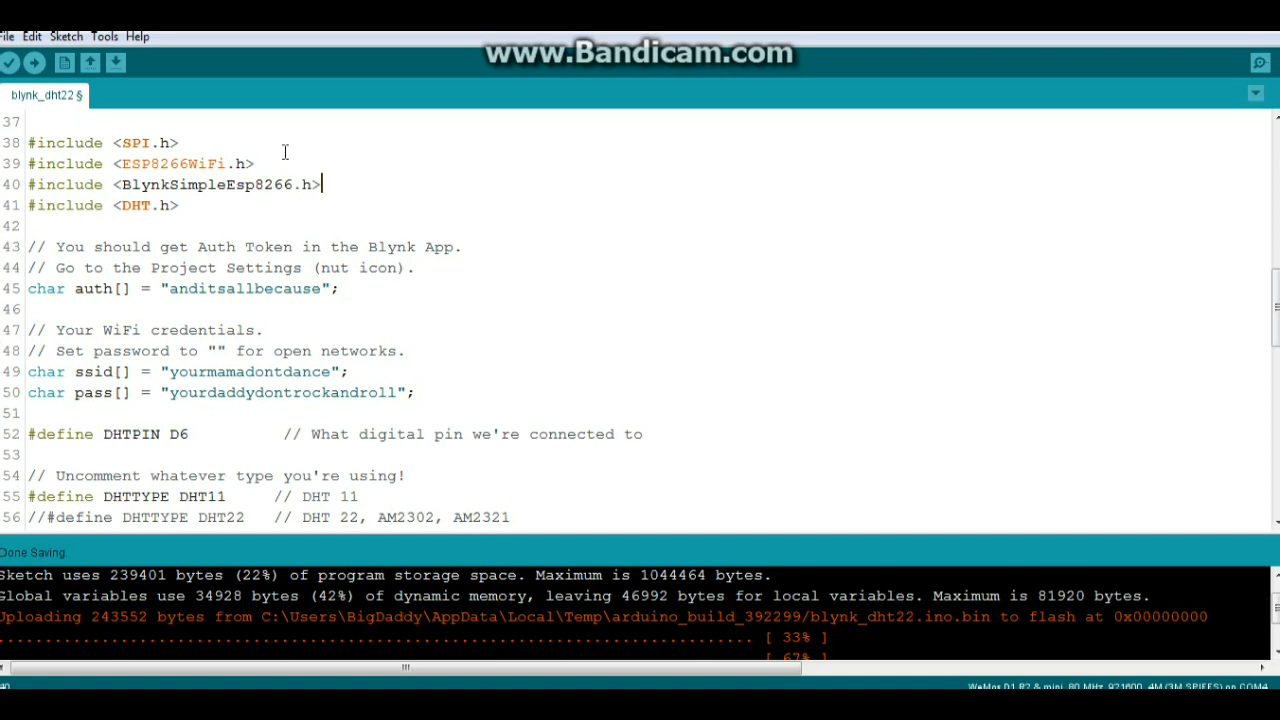 www.Bandicam.com
File Edit Sketch Tools Help
blynk_dht22 §
37
38 #include <SPI.h>
39 #include <ESP8266WiFi.h>
40 #include <BlynkSimpleEsp8266.h>
41 #include <DHT.h>
42
43 // You should get Auth Token in the Blynk App.
44 // Go to the Project Settings (nut icon).
45 char auth[] = "anditsallbecause";
46
47 // Your WiFi credentials.
48 // Set password to "" for open networks.
49 char ssid[] = "yourmamadontdance";
50 char pass[] = "yourdaddydontrockandroll";
51
52 #define DHTPIN D6 // What digital pin we're connected to
53
54 // Uncomment whatever type you're using!
55 #define DHTTYPE DHT11 // DHT 11
56 //#define DHTTYPE DHT22 // DHT 22, AM2302, AM2321
Done Saving.
Sketch uses 239401 bytes (22%) of program storage space. Maximum is 1044464 bytes.
Global variables use 34928 bytes (42%) of dynamic memory, leaving 46992 bytes for local variables. Maximum is 81920 bytes.
Uploading 243552 bytes from C:\Users\BigDaddy\AppData\Local\Temp\arduino_build_392299/blynk_dht22.ino.bin to flash at 0x00000000
................................................................................ [ 33% ]
[ 67% ]
40 WeMos D1 R2 & mini, 80 MHz, 921600, 4M (3M SPIFFS) on COM4